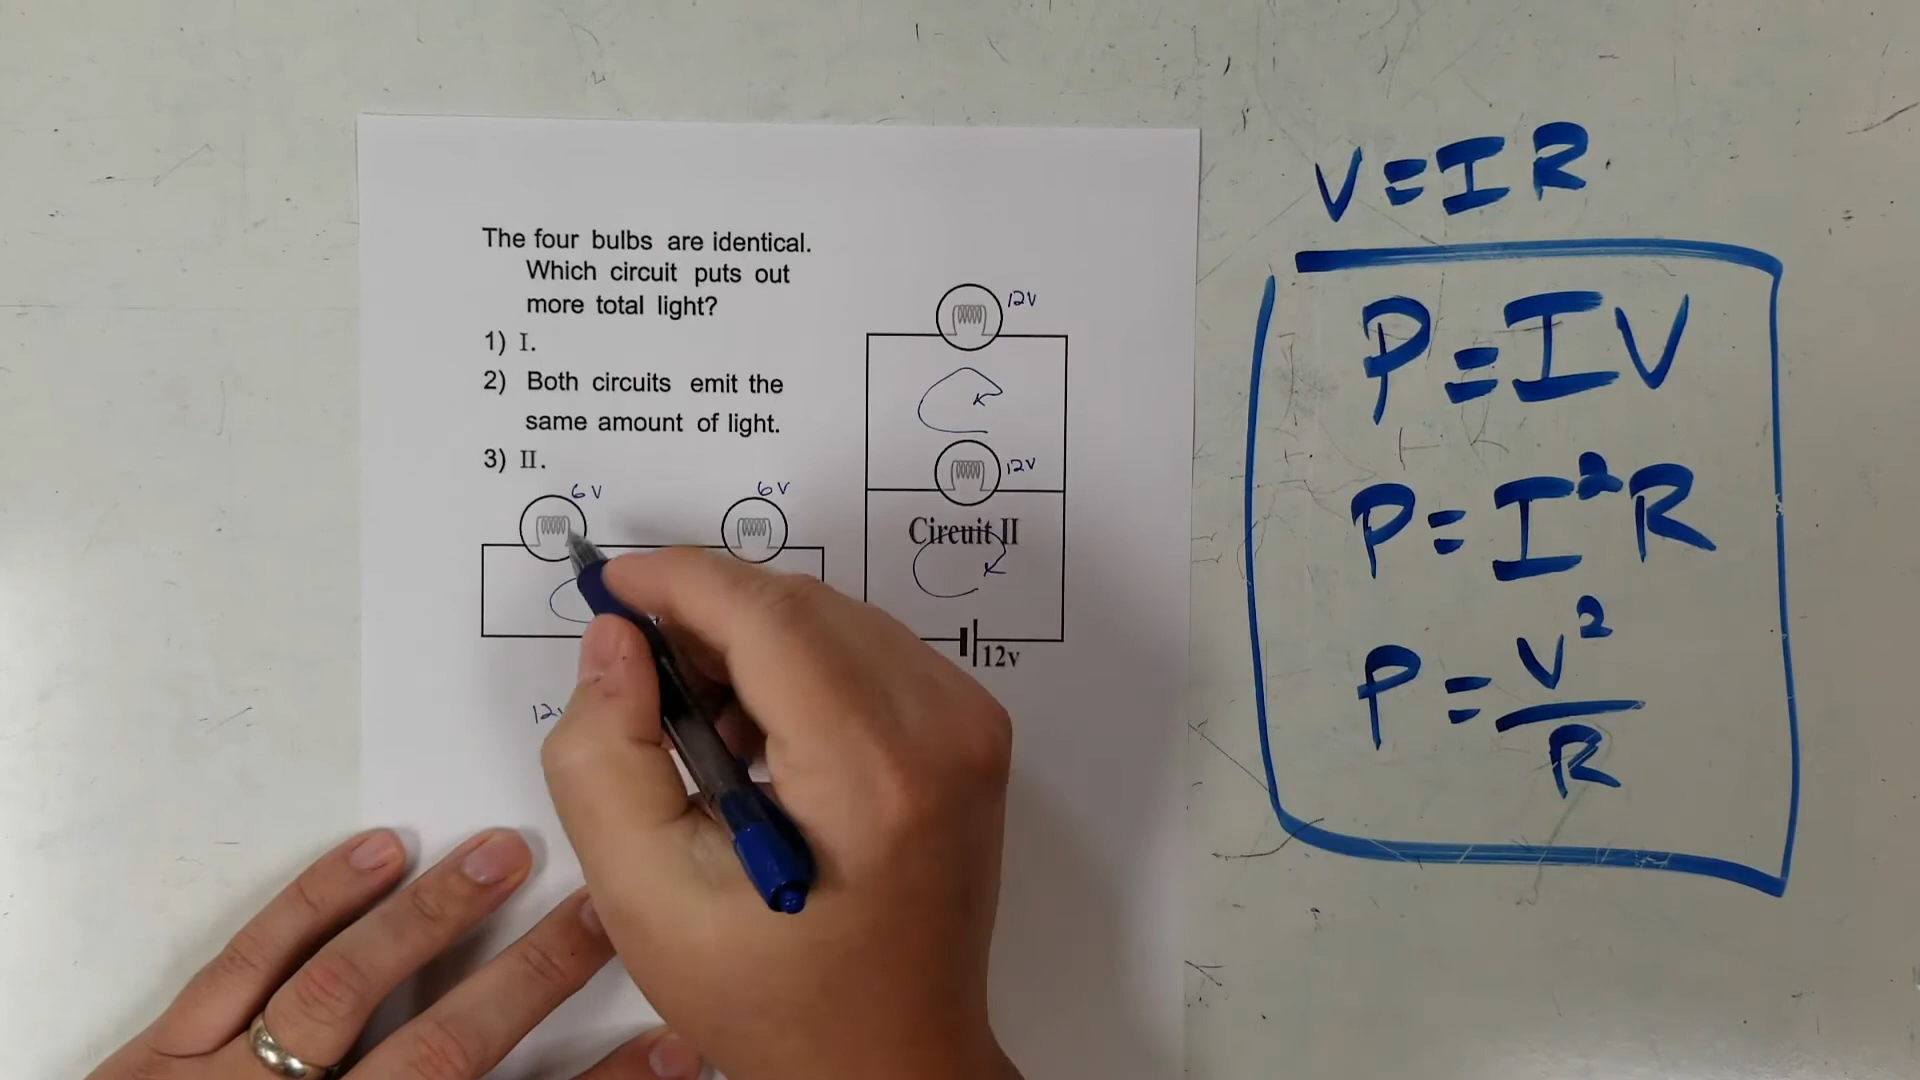 The four bulbs are identical.
Which circuit puts out
more total light?
1) I.
2) Both circuits emit the
same amount of light.
3) II.
6V
6V
12V
12V
Circuit II
12v
V=IR
P=IV
P=I²R
P=V²/R